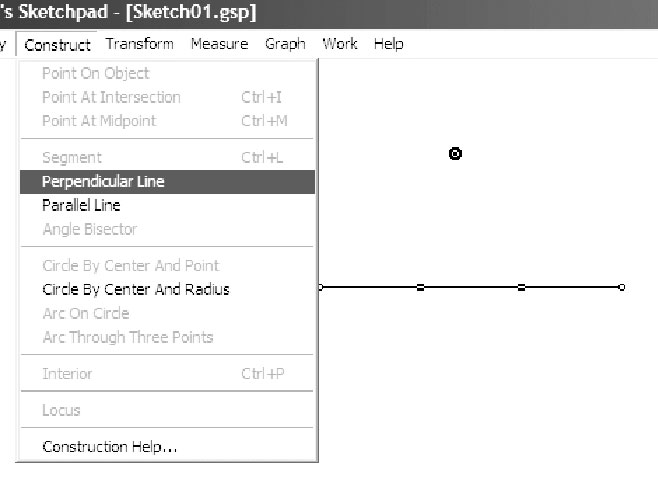 's Sketchpad - [Sketch01.gsp]
y Construct Transform Measure Graph Work Help
Point On Object
Point At Intersection Ctrl+I
Point At Midpoint Ctrl+M
Segment Ctrl+L
Perpendicular Line
Parallel Line
Angle Bisector
Circle By Center And Point
Circle By Center And Radius
Arc On Circle
Arc Through Three Points
Interior Ctrl+P
Locus
Construction Help...